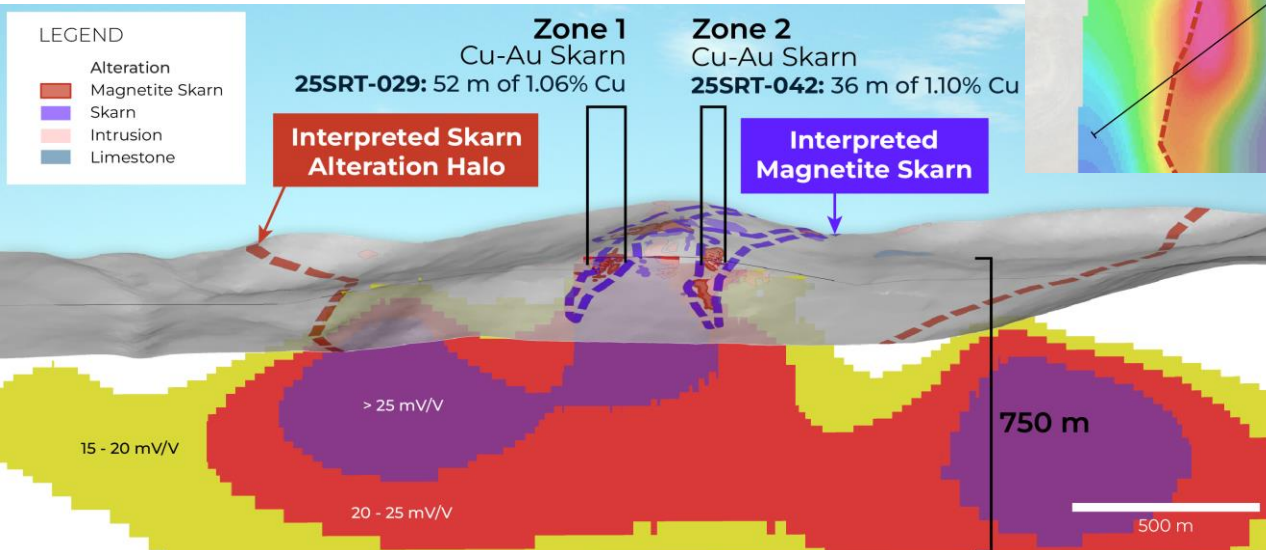 LEGEND
Alteration
Magnetite Skarn
Skarn
Intrusion
Limestone
Zone 1
Cu-Au Skarn
25SRT-029: 52 m of 1.06% Cu
Zone 2
Cu-Au Skarn
25SRT-042: 36 m of 1.10% Cu
Interpreted Skarn
Alteration Halo
Interpreted
Magnetite Skarn
> 25 mV/V
15 - 20 mV/V
20 - 25 mV/V
750 m
500 m